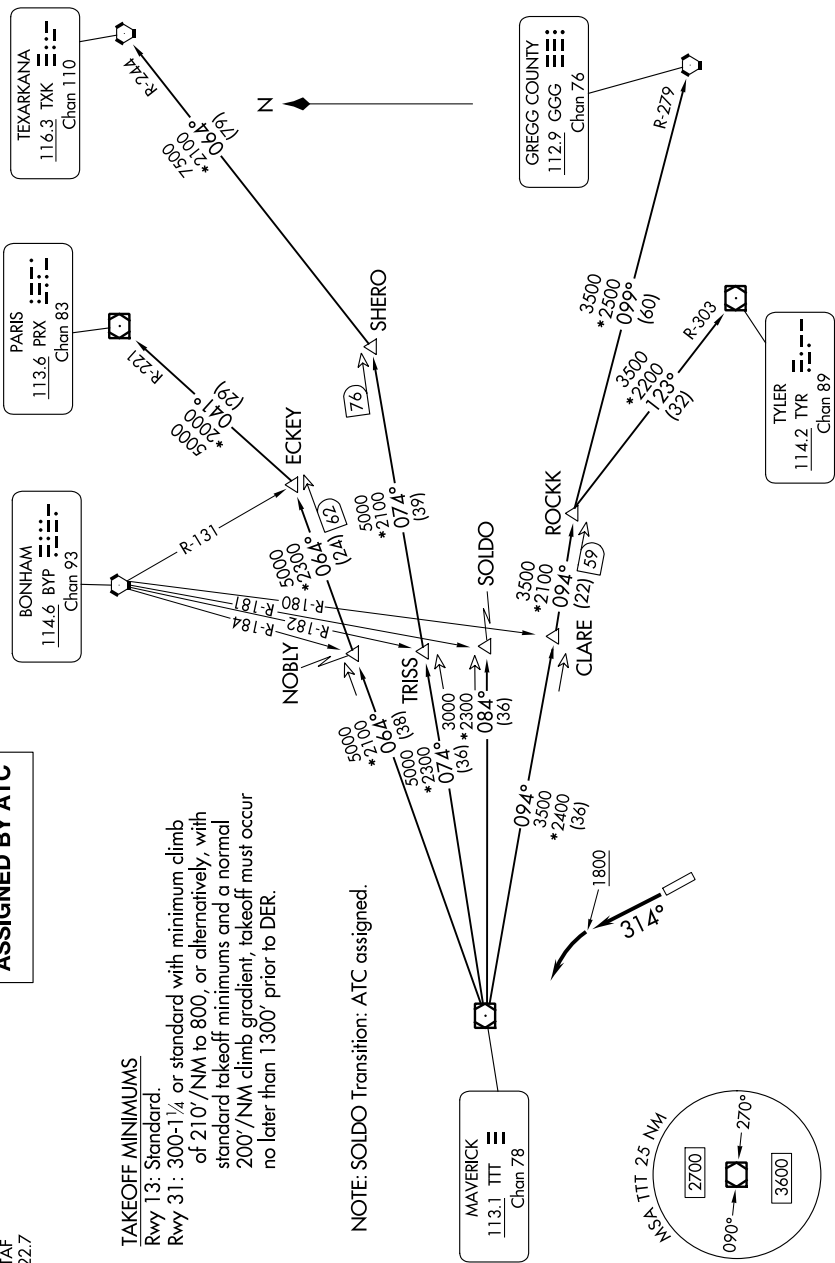 TAF
22.7
ASSIGNED BY ATC
TAKEOFF MINIMUMS
Rwy 13: Standard.
Rwy 31: 300-1¼ or standard with minimum climb
of 210'/NM to 800, or alternatively, with
standard takeoff minimums and a normal
200'/NM climb gradient, takeoff must occur
no later than 1300' prior to DER.
NOTE: SOLDO Transition: ATC assigned.
BONHAM
114.6 BYP
Chan 93
PARIS
113.6 PRX
Chan 83
TEXARKANA
116.3 TXK
Chan 110
N
R-131
R-180
R-181
R-182
R-184
R-221
5000
*2000
041°
(29)
R-244
7500
*2100
064°
(79)
NOBLY
5000
*2300
064°
(24)
62
ECKEY
5000
*2100
064°
(38)
TRISS
5000
*2100
074°
(39)
76
SHERO
5000
*2300
074°
(36)
SOLDO
3000
*2300
084°
(36)
CLARE
094°
3500
*2400
(36)
3500
*2100
094°
(22)
59
ROCKK
3500
*2500
099°
(60)
R-279
3500
*2200
123°
(32)
R-303
GREGG COUNTY
112.9 GGG
Chan 76
TYLER
114.2 TYR
Chan 89
MAVERICK
113.1 TTT
Chan 78
1800
314°
MSA TTT 25 NM
2700
090°
270°
3600